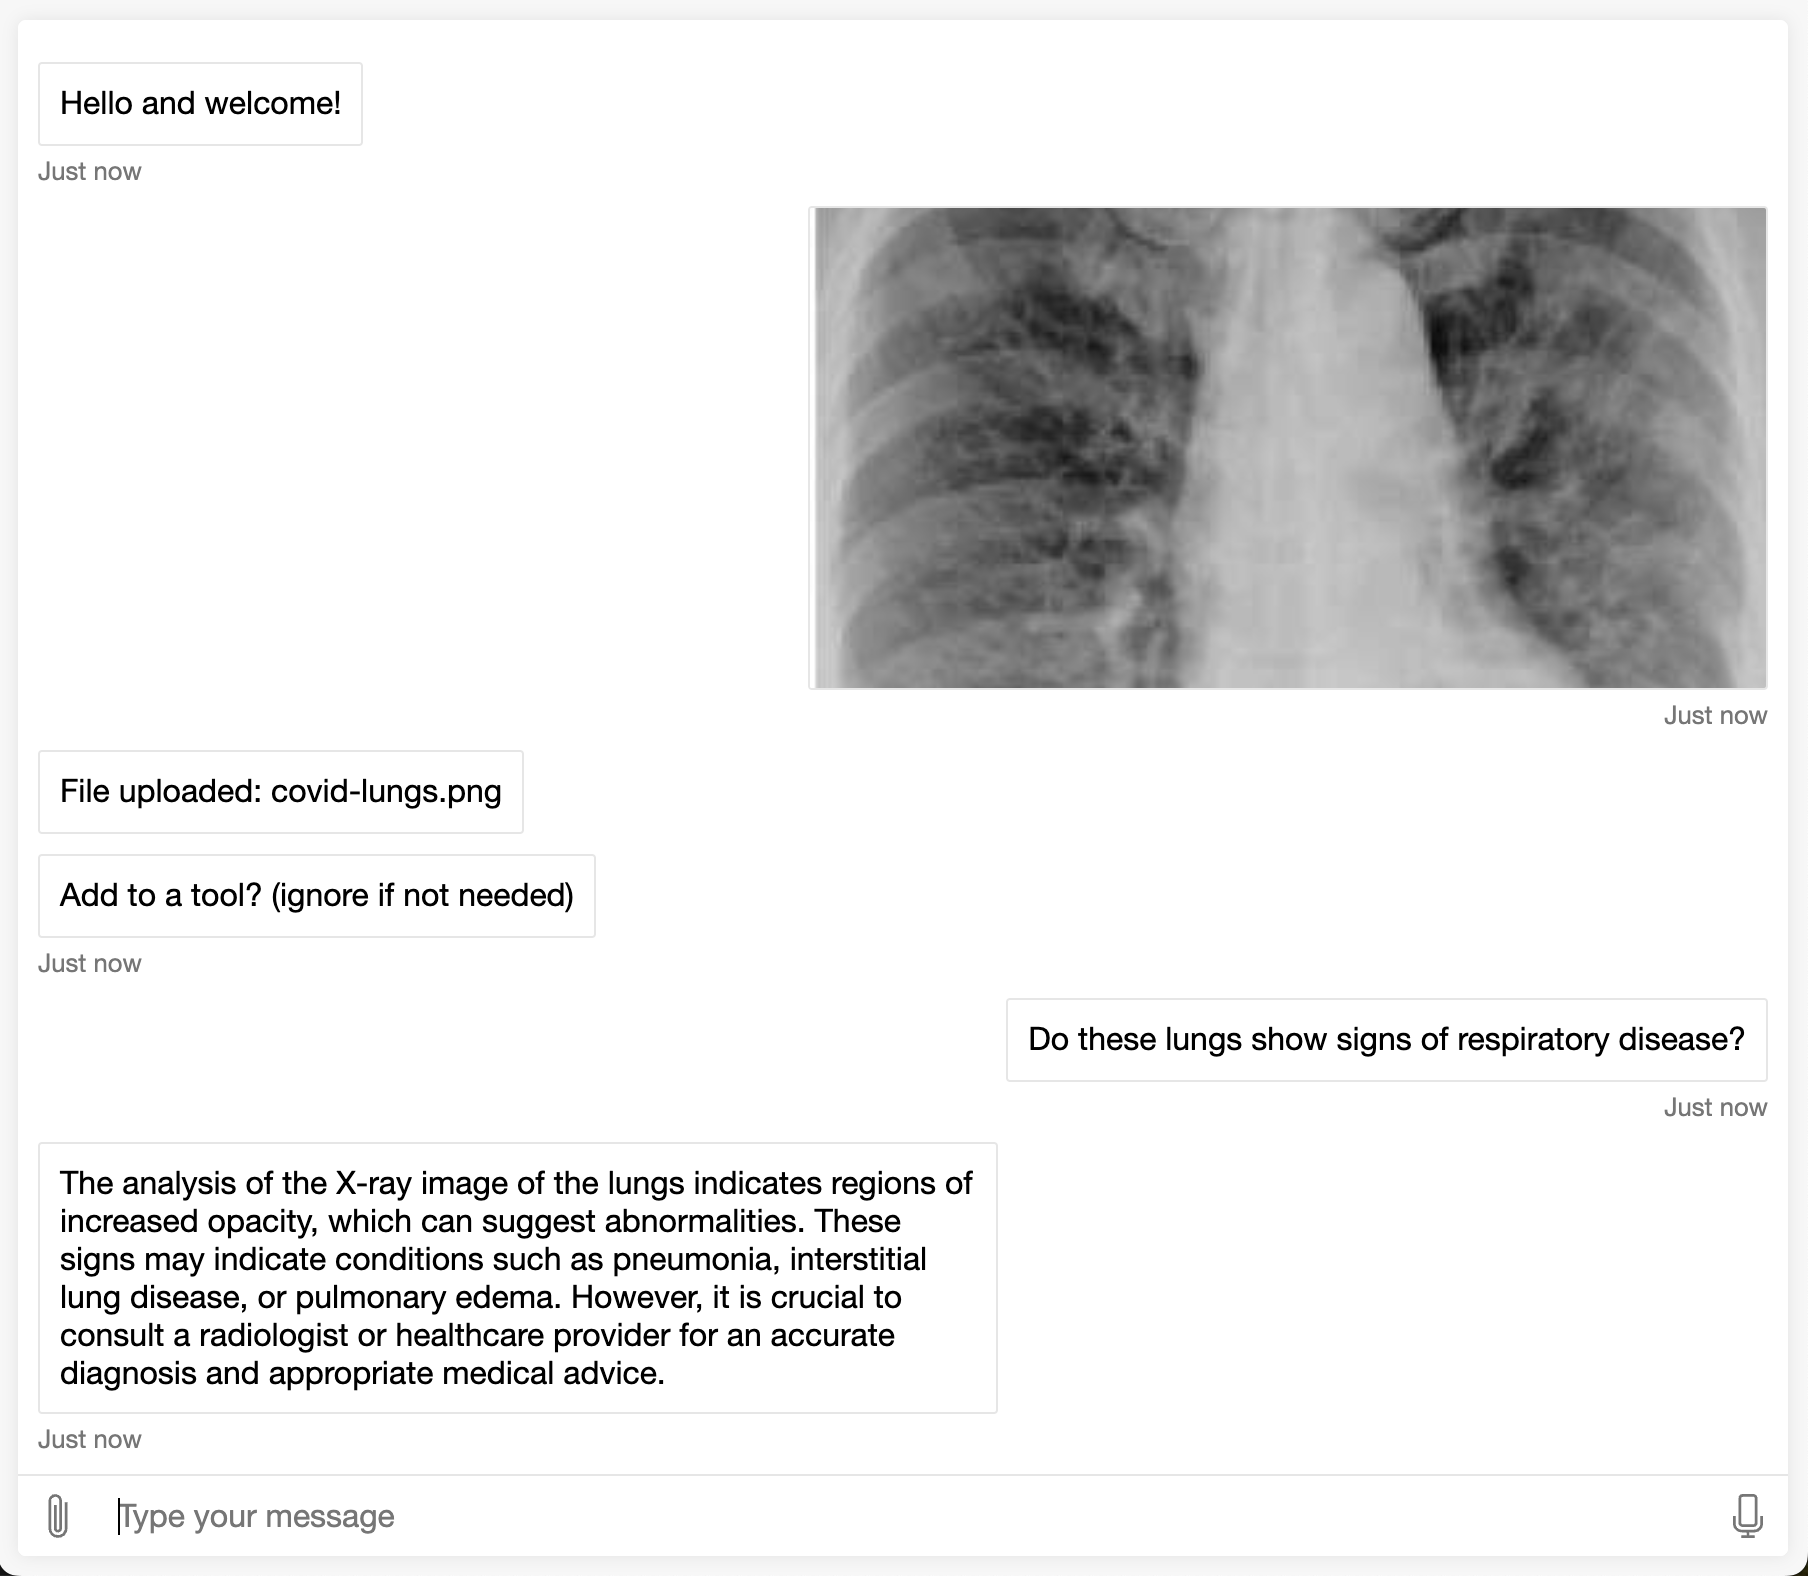 Hello and welcome!
Just now
Just now
File uploaded: covid-lungs.png
Add to a tool? (ignore if not needed)
Just now
Do these lungs show signs of respiratory disease?
Just now
The analysis of the X-ray image of the lungs indicates regions of
increased opacity, which can suggest abnormalities. These
signs may indicate conditions such as pneumonia, interstitial
lung disease, or pulmonary edema. However, it is crucial to
consult a radiologist or healthcare provider for an accurate
diagnosis and appropriate medical advice.
Just now
Type your message